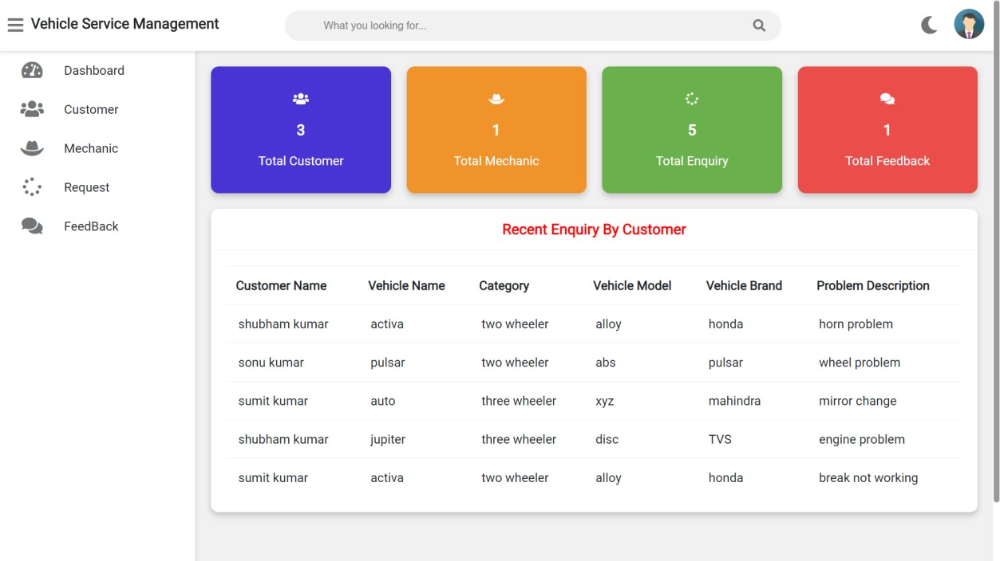 Vehicle Service Management
What you looking for...
Dashboard
Customer
Mechanic
Request
FeedBack
3
Total Customer
1
Total Mechanic
5
Total Enquiry
1
Total Feedback
Recent Enquiry By Customer
Customer Name Vehicle Name Category Vehicle Model Vehicle Brand Problem Description
shubham kumar activa two wheeler alloy honda horn problem
sonu kumar pulsar two wheeler abs pulsar wheel problem
sumit kumar auto three wheeler xyz mahindra mirror change
shubham kumar jupiter three wheeler disc TVS engine problem
sumit kumar activa two wheeler alloy honda break not working